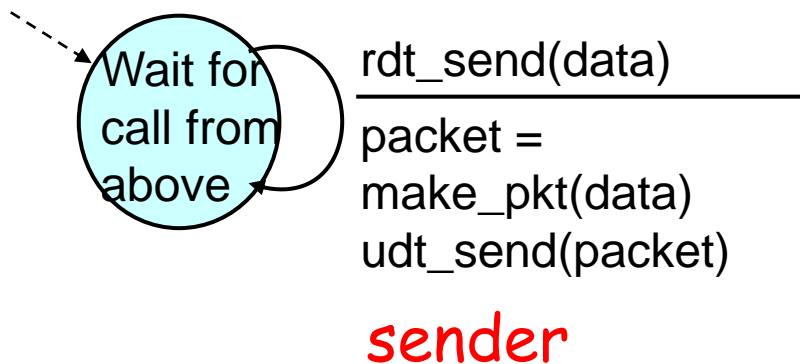 Wait for
call from
above
rdt_send(data)
packet =
make_pkt(data)
udt_send(packet)
sender